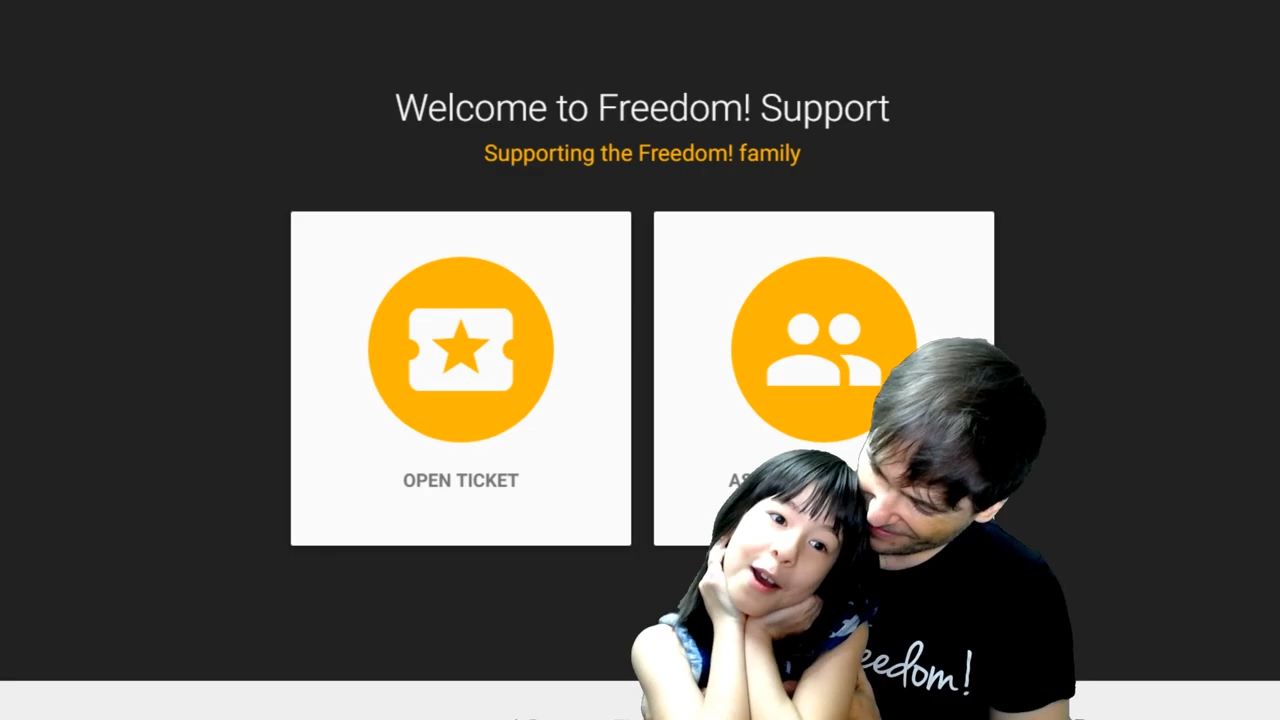 Welcome to Freedom! Support
Supporting the Freedom! family
OPEN TICKET
eedom!